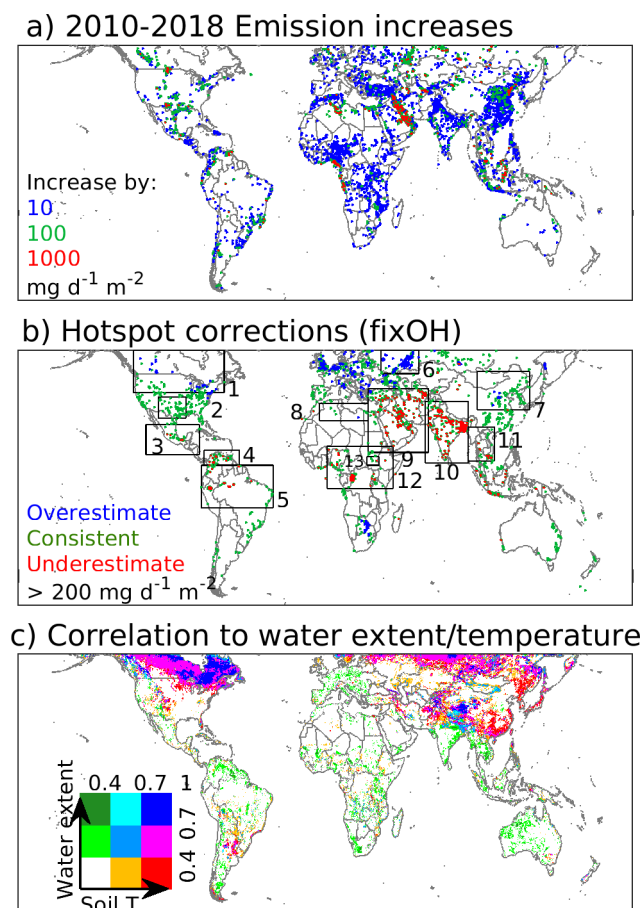 a) 2010-2018 Emission increases
Increase by:
10
100
1000
mg d⁻¹ m⁻²
b) Hotspot corrections (fixOH)
1
2
3
4
5
6
7
8
9
10
11
12
13
Overestimate
Consistent
Underestimate
> 200 mg d⁻¹ m⁻²
c) Correlation to water extent/temperature
0.4 0.7 1
0.7
0.4
Water extent
Soil T